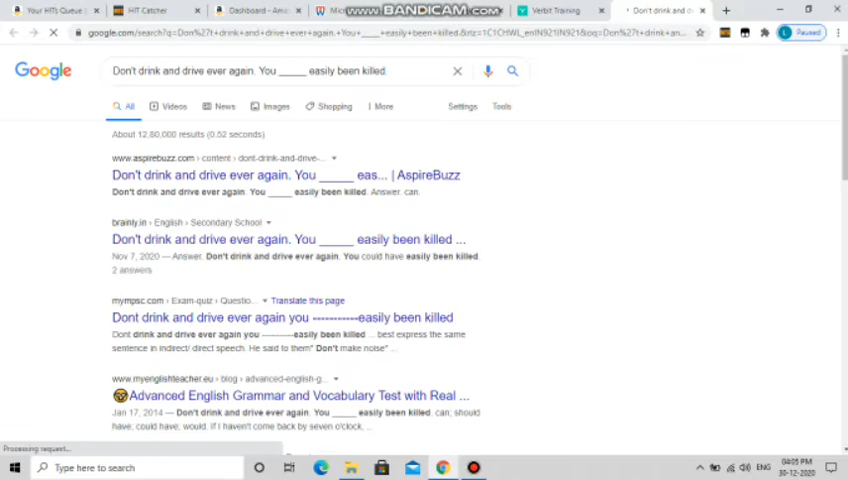 Your HITs Queue
HIT Catcher
Dashboard - Ama
Mic
www.BANDICAM.com
Verbit Training
Don't drink and d
google.com/search?q=Don%27t+drink+and+drive+ever+again.+You+____+easily+been+killed.&rlz=1C1CHWL_enIN921IN921&oq=Don%27t+drink+an...
L
Paused
Google
Don't drink and drive ever again. You _____ easily been killed.
All
Videos
News
Images
Shopping
More
Settings
Tools
About 12,80,000 results (0.52 seconds)
www.aspirebuzz.com › content › dont-drink-and-drive-...
Don't drink and drive ever again. You _____ eas... | AspireBuzz
Don't drink and drive ever again. You _____ easily been killed. Answer. can.
brainly.in › English › Secondary School
Don't drink and drive ever again. You _____ easily been killed ...
Nov 7, 2020 — Answer. Don't drink and drive ever again. You could have easily been killed.
2 answers
mympsc.com › Exam-quiz › Questio...
Translate this page
Dont drink and drive ever again you -----------easily been killed
Dont drink and drive ever again you -----------easily been killed ... best express the same
sentence in indirect/ direct speech. He said to them" Don't make noise" ...
www.myenglishteacher.eu › blog › advanced-english-g...
Advanced English Grammar and Vocabulary Test with Real ...
Jan 17, 2014 — Don't drink and drive ever again. You _____ easily been killed. can; should
have; could have; would. If I haven't come back by seven o'clock, ...
Processing request...
Type here to search
ENG
04:05 PM
30-12-2020